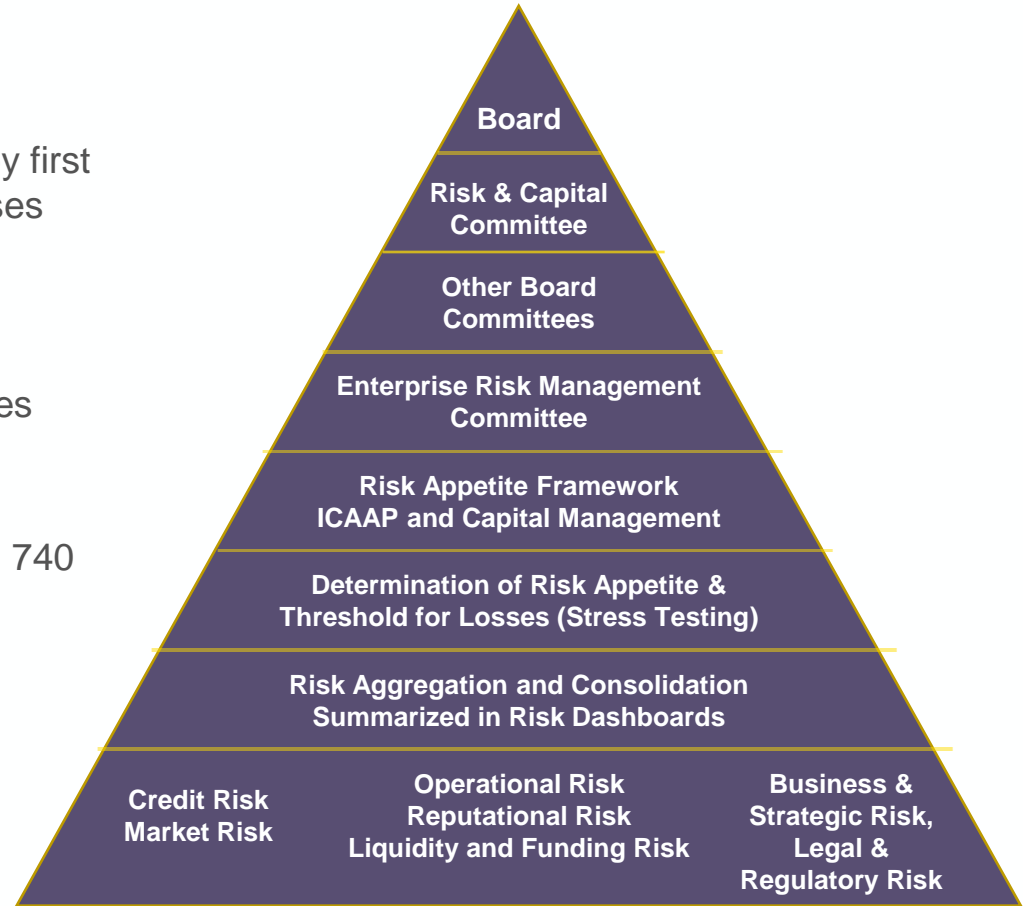 y first
ses
es
740
Board
Risk & Capital
Committee
Other Board
Committees
Enterprise Risk Management
Committee
Risk Appetite Framework
ICAAP and Capital Management
Determination of Risk Appetite &
Threshold for Losses (Stress Testing)
Risk Aggregation and Consolidation
Summarized in Risk Dashboards
Credit Risk
Market Risk
Operational Risk
Reputational Risk
Liquidity and Funding Risk
Business &
Strategic Risk,
Legal &
Regulatory Risk